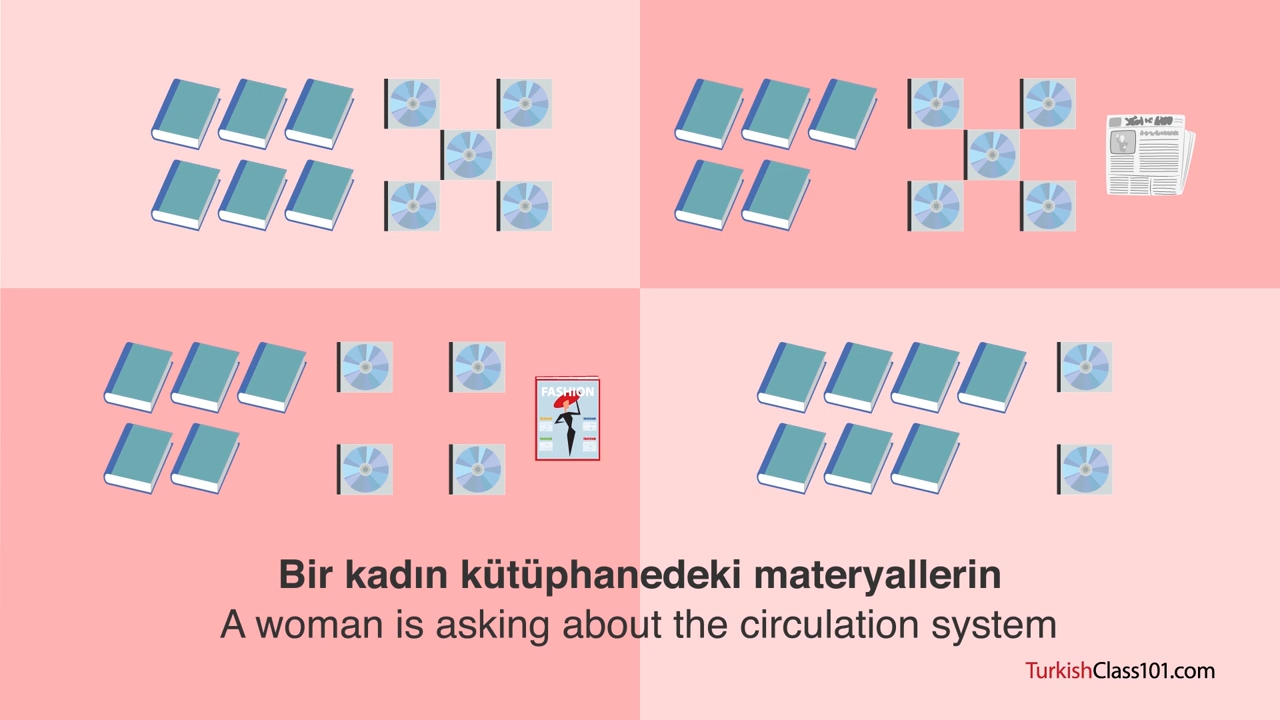 FASHION
Bir kadın kütüphanedeki materyallerin
A woman is asking about the circulation system
TurkishClass101.com